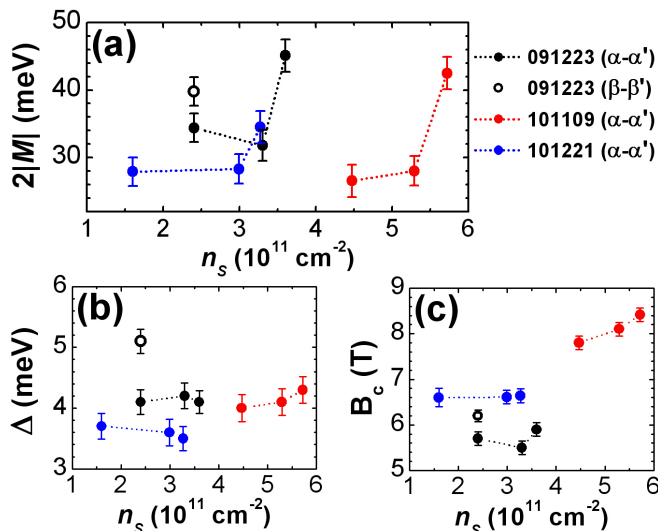 (a)
50
40
30
2|M| (meV)
1 2 3 4 5 6
n_s (10^11 cm^-2)
091223 (α-α')
091223 (β-β')
101109 (α-α')
101221 (α-α')
(b)
6
5
4
3
Δ (meV)
1 2 3 4 5 6
n_s (10^11 cm^-2)
(c)
9
8
7
6
5
B_c (T)
1 2 3 4 5 6
n_s (10^11 cm^-2)